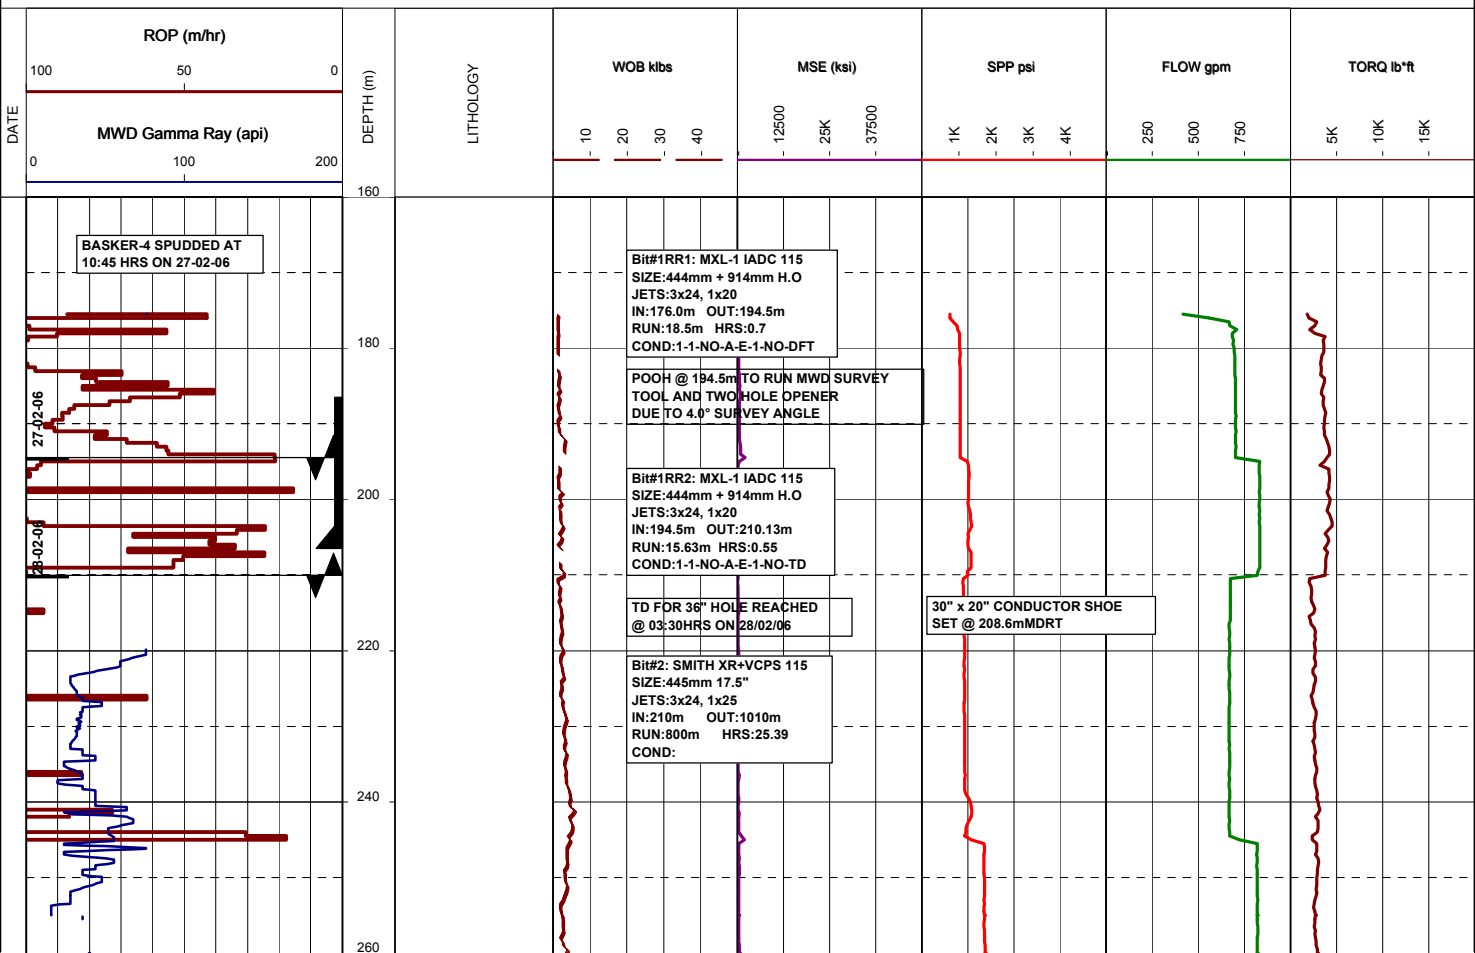 DATE
ROP (m/hr)
100 50 0
MWD Gamma Ray (api)
0 100 200
DEPTH (m)
LITHOLOGY
WOB klbs
10 20 30 40
MSE (ksi)
12500 25K 37500
SPP psi
1K 2K 3K 4K
FLOW gpm
250 500 750
TORQ lb*ft
5K 10K 15K
160
BASKER-4 SPUDDED AT
10:45 HRS ON 27-02-06
Bit#1RR1: MXL-1 IADC 115
SIZE:444mm + 914mm H.O
JETS:3x24, 1x20
IN:176.0m OUT:194.5m
RUN:18.5m HRS:0.7
COND:1-1-NO-A-E-1-NO-DFT
180
POOH @ 194.5m TO RUN MWD SURVEY
TOOL AND TWO HOLE OPENER
DUE TO 4.0° SURVEY ANGLE
27-02-06
Bit#1RR2: MXL-1 IADC 115
SIZE:444mm + 914mm H.O
JETS:3x24, 1x20
IN:194.5m OUT:210.13m
RUN:15.63m HRS:0.55
COND:1-1-NO-A-E-1-NO-TD
200
28-02-06
TD FOR 36" HOLE REACHED
@ 03:30HRS ON 28/02/06
30" x 20" CONDUCTOR SHOE
SET @ 208.6mMDRT
220
Bit#2: SMITH XR+VCPS 115
SIZE:445mm 17.5"
JETS:3x24, 1x25
IN:210m OUT:1010m
RUN:800m HRS:25.39
COND:
240
260